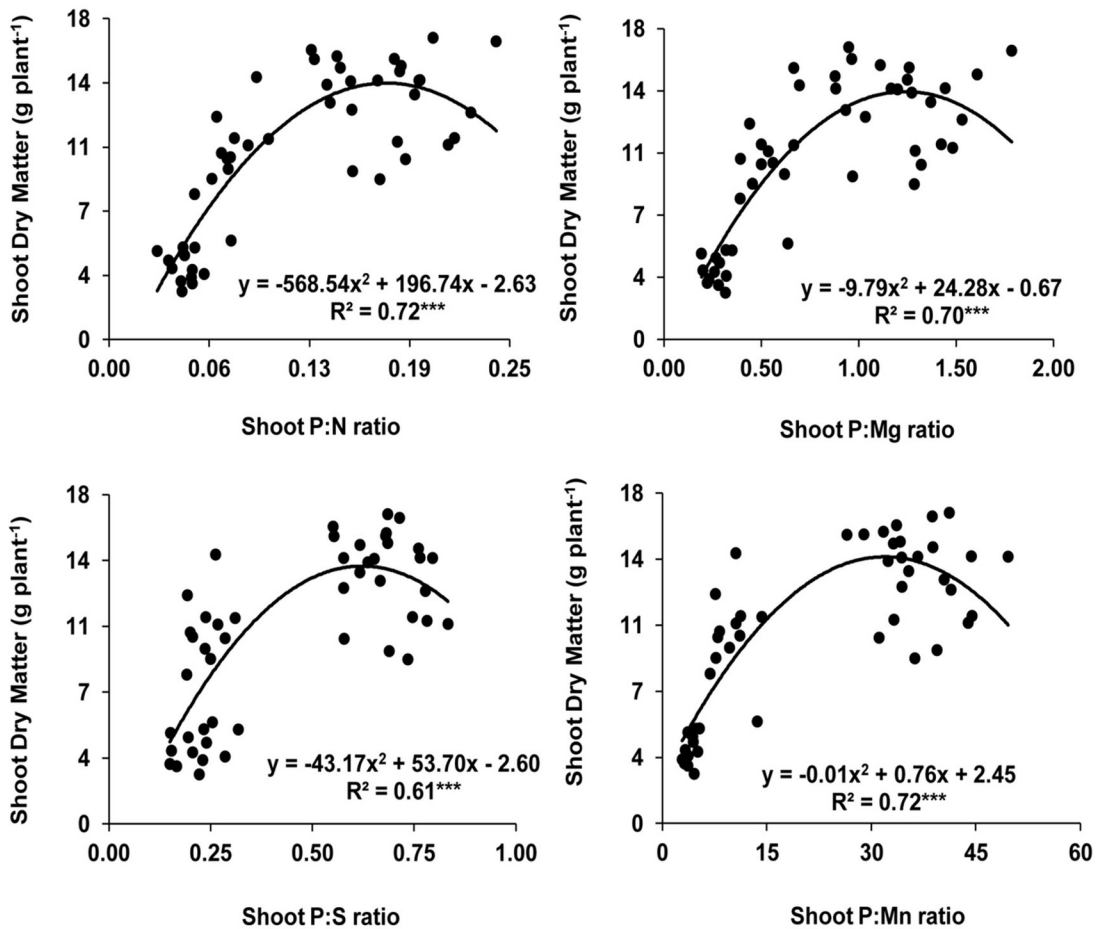 Shoot Dry Matter (g plant⁻¹)
18
14
11
7
4
0
0.00
0.06
0.13
0.19
0.25
y = -568.54x² + 196.74x - 2.63
R² = 0.72***
Shoot P:N ratio
Shoot Dry Matter (g plant⁻¹)
18
14
11
7
4
0
0.00
0.50
1.00
1.50
2.00
y = -9.79x² + 24.28x - 0.67
R² = 0.70***
Shoot P:Mg ratio
Shoot Dry Matter (g plant⁻¹)
18
14
11
7
4
0
0.00
0.25
0.50
0.75
1.00
y = -43.17x² + 53.70x - 2.60
R² = 0.61***
Shoot P:S ratio
Shoot Dry Matter (g plant⁻¹)
18
14
11
7
4
0
0
15
30
45
60
y = -0.01x² + 0.76x + 2.45
R² = 0.72***
Shoot P:Mn ratio